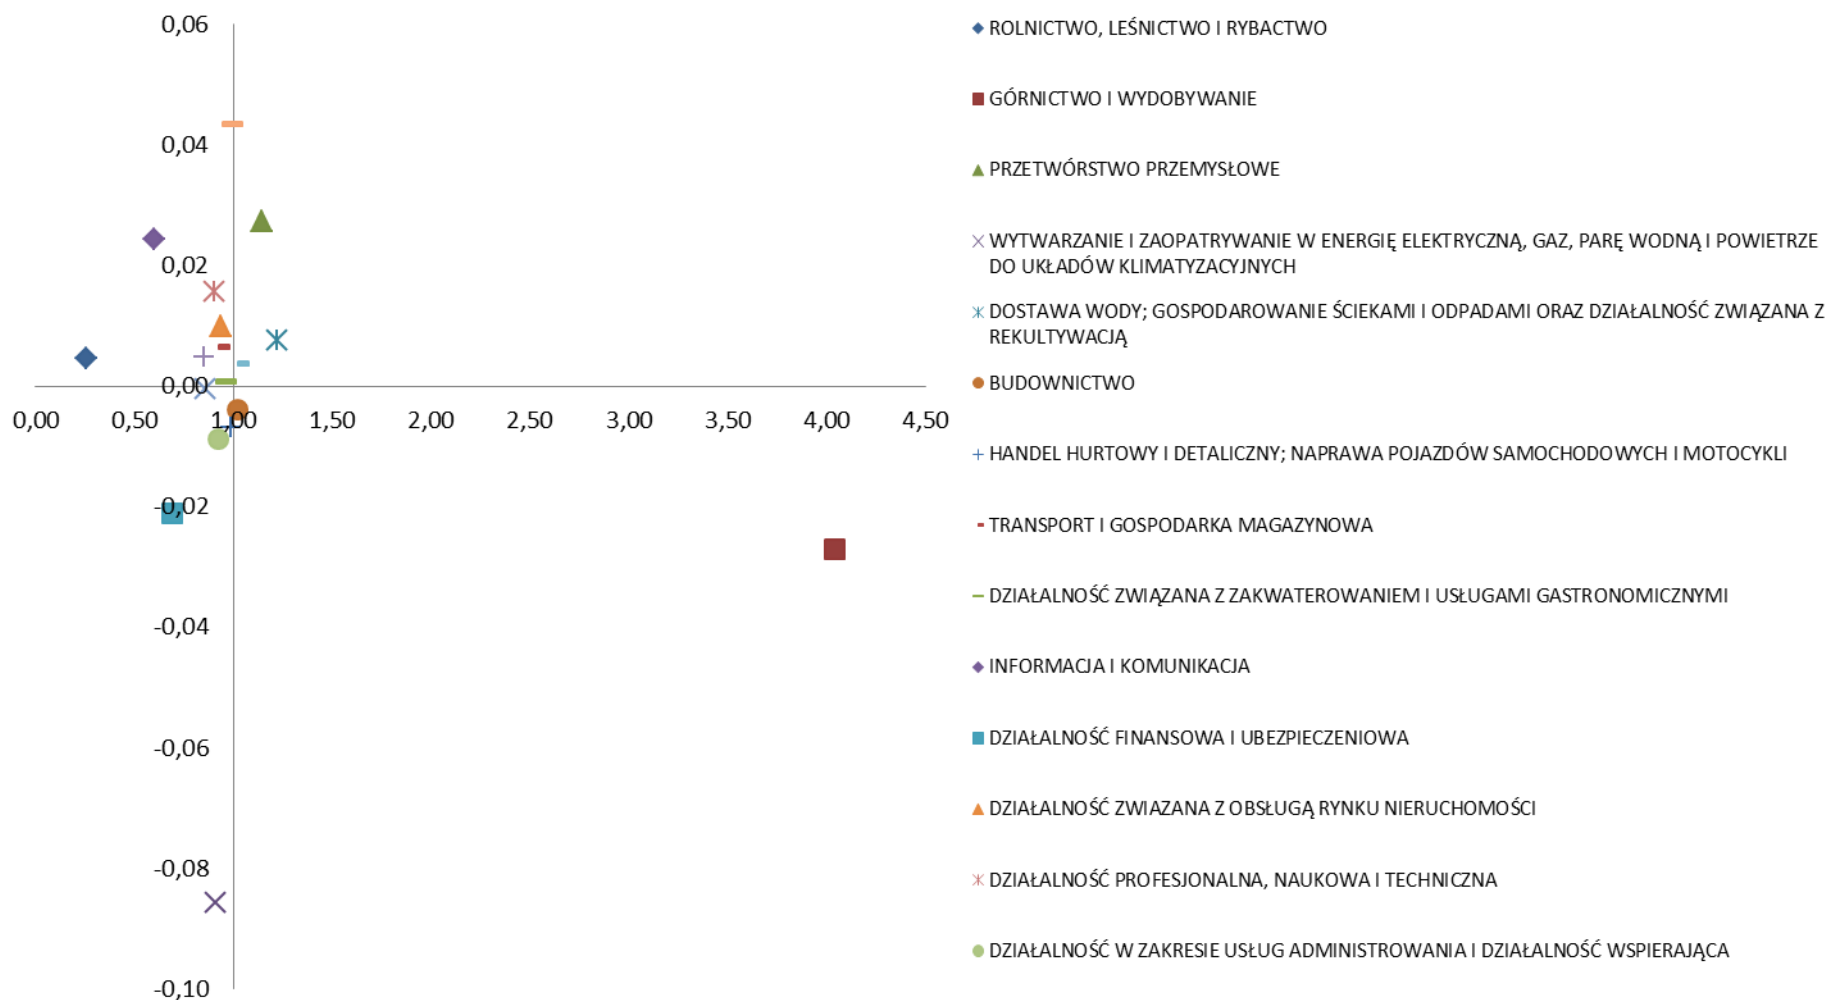 0,06
0,04
0,02
0,00
-0,02
-0,04
-0,06
-0,08
-0,10
0,00 0,50 1,00 1,50 2,00 2,50 3,00 3,50 4,00 4,50
ROLNICTWO, LEŚNICTWO I RYBACTWO
GÓRNICTWO I WYDOBYWANIE
PRZETWÓRSTWO PRZEMYSŁOWE
WYTWARZANIE I ZAOPATRYWANIE W ENERGIĘ ELEKTRYCZNĄ, GAZ, PARĘ WODNĄ I POWIETRZE
DO UKŁADÓW KLIMATYZACYJNYCH
DOSTAWA WODY; GOSPODAROWANIE ŚCIEKAMI I ODPADAMI ORAZ DZIAŁALNOŚĆ ZWIĄZANA Z
REKULTYWACJĄ
BUDOWNICTWO
HANDEL HURTOWY I DETALICZNY; NAPRAWA POJAZDÓW SAMOCHODOWYCH I MOTOCYKLI
TRANSPORT I GOSPODARKA MAGAZYNOWA
DZIAŁALNOŚĆ ZWIĄZANA Z ZAKWATEROWANIEM I USŁUGAMI GASTRONOMICZNYMI
INFORMACJA I KOMUNIKACJA
DZIAŁALNOŚĆ FINANSOWA I UBEZPIECZENIOWA
DZIAŁALNOŚĆ ZWIAZANA Z OBSŁUGĄ RYNKU NIERUCHOMOŚCI
DZIAŁALNOŚĆ PROFESJONALNA, NAUKOWA I TECHNICZNA
DZIAŁALNOŚĆ W ZAKRESIE USŁUG ADMINISTROWANIA I DZIAŁALNOŚĆ WSPIERAJĄCA